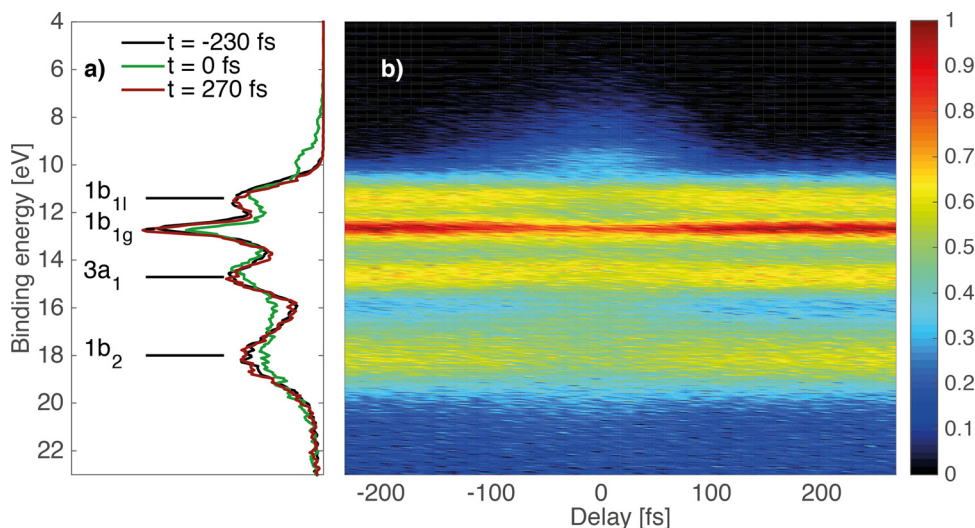 a)
t = -230 fs
t = 0 fs
t = 270 fs
Binding energy [eV]
4
6
8
10
12
14
16
18
20
22
1b1l
1b1g
3a1
1b2
b)
-200
-100
0
100
200
Delay [fs]
1
0.9
0.8
0.7
0.6
0.5
0.4
0.3
0.2
0.1
0